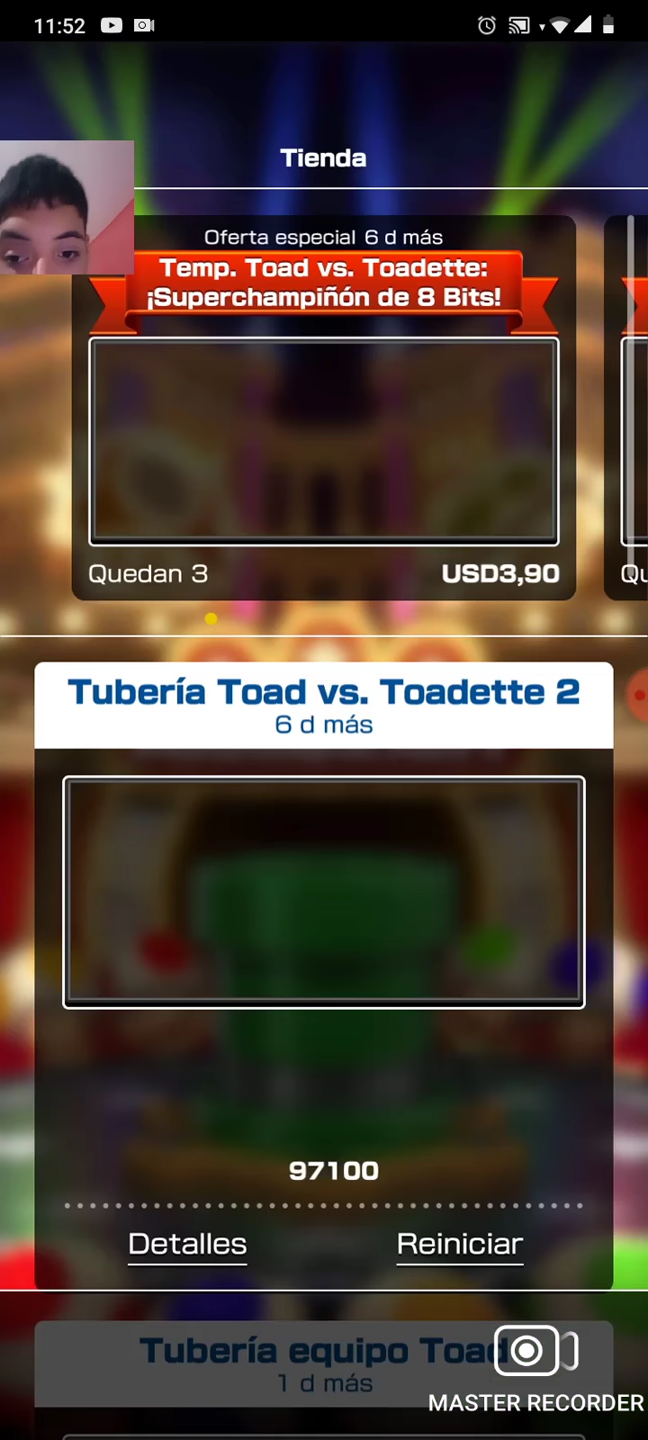 11:52
Tienda
Oferta especial 6 d más
Temp. Toad vs. Toadette:
¡Superchampiñón de 8 Bits!
Quedan 3
USD3,90
Qu
Tubería Toad vs. Toadette 2
6 d más
97100
Detalles
Reiniciar
Tubería equipo Toad
1 d más
MASTER RECORDER